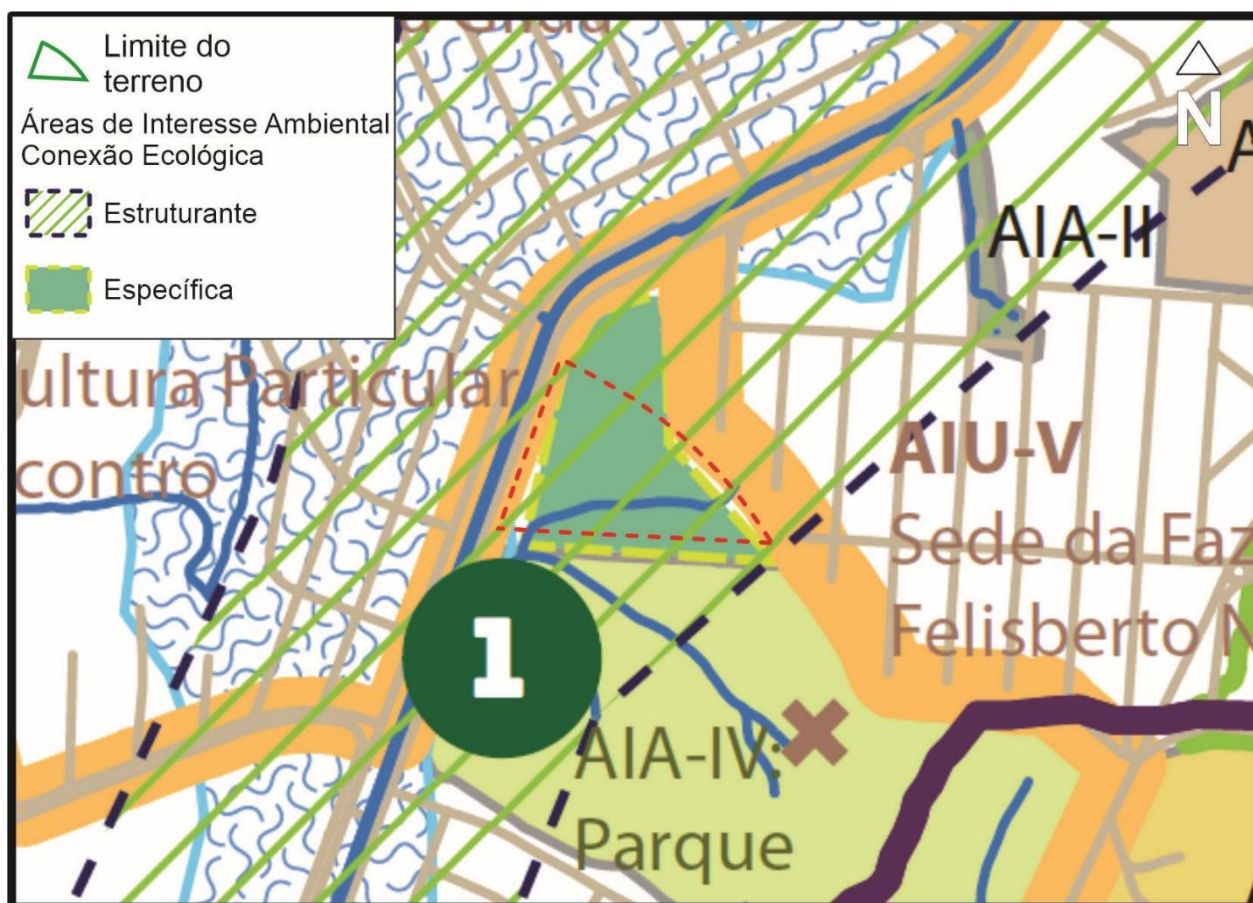 Limite do
terreno
Áreas de Interesse Ambiental
Conexão Ecológica
Estruturante
Específica
N
A
AIA-II
ultura Particular
contro
AIU-V
Sede da Faz
Felisberto N
1
AIA-IV:
Parque